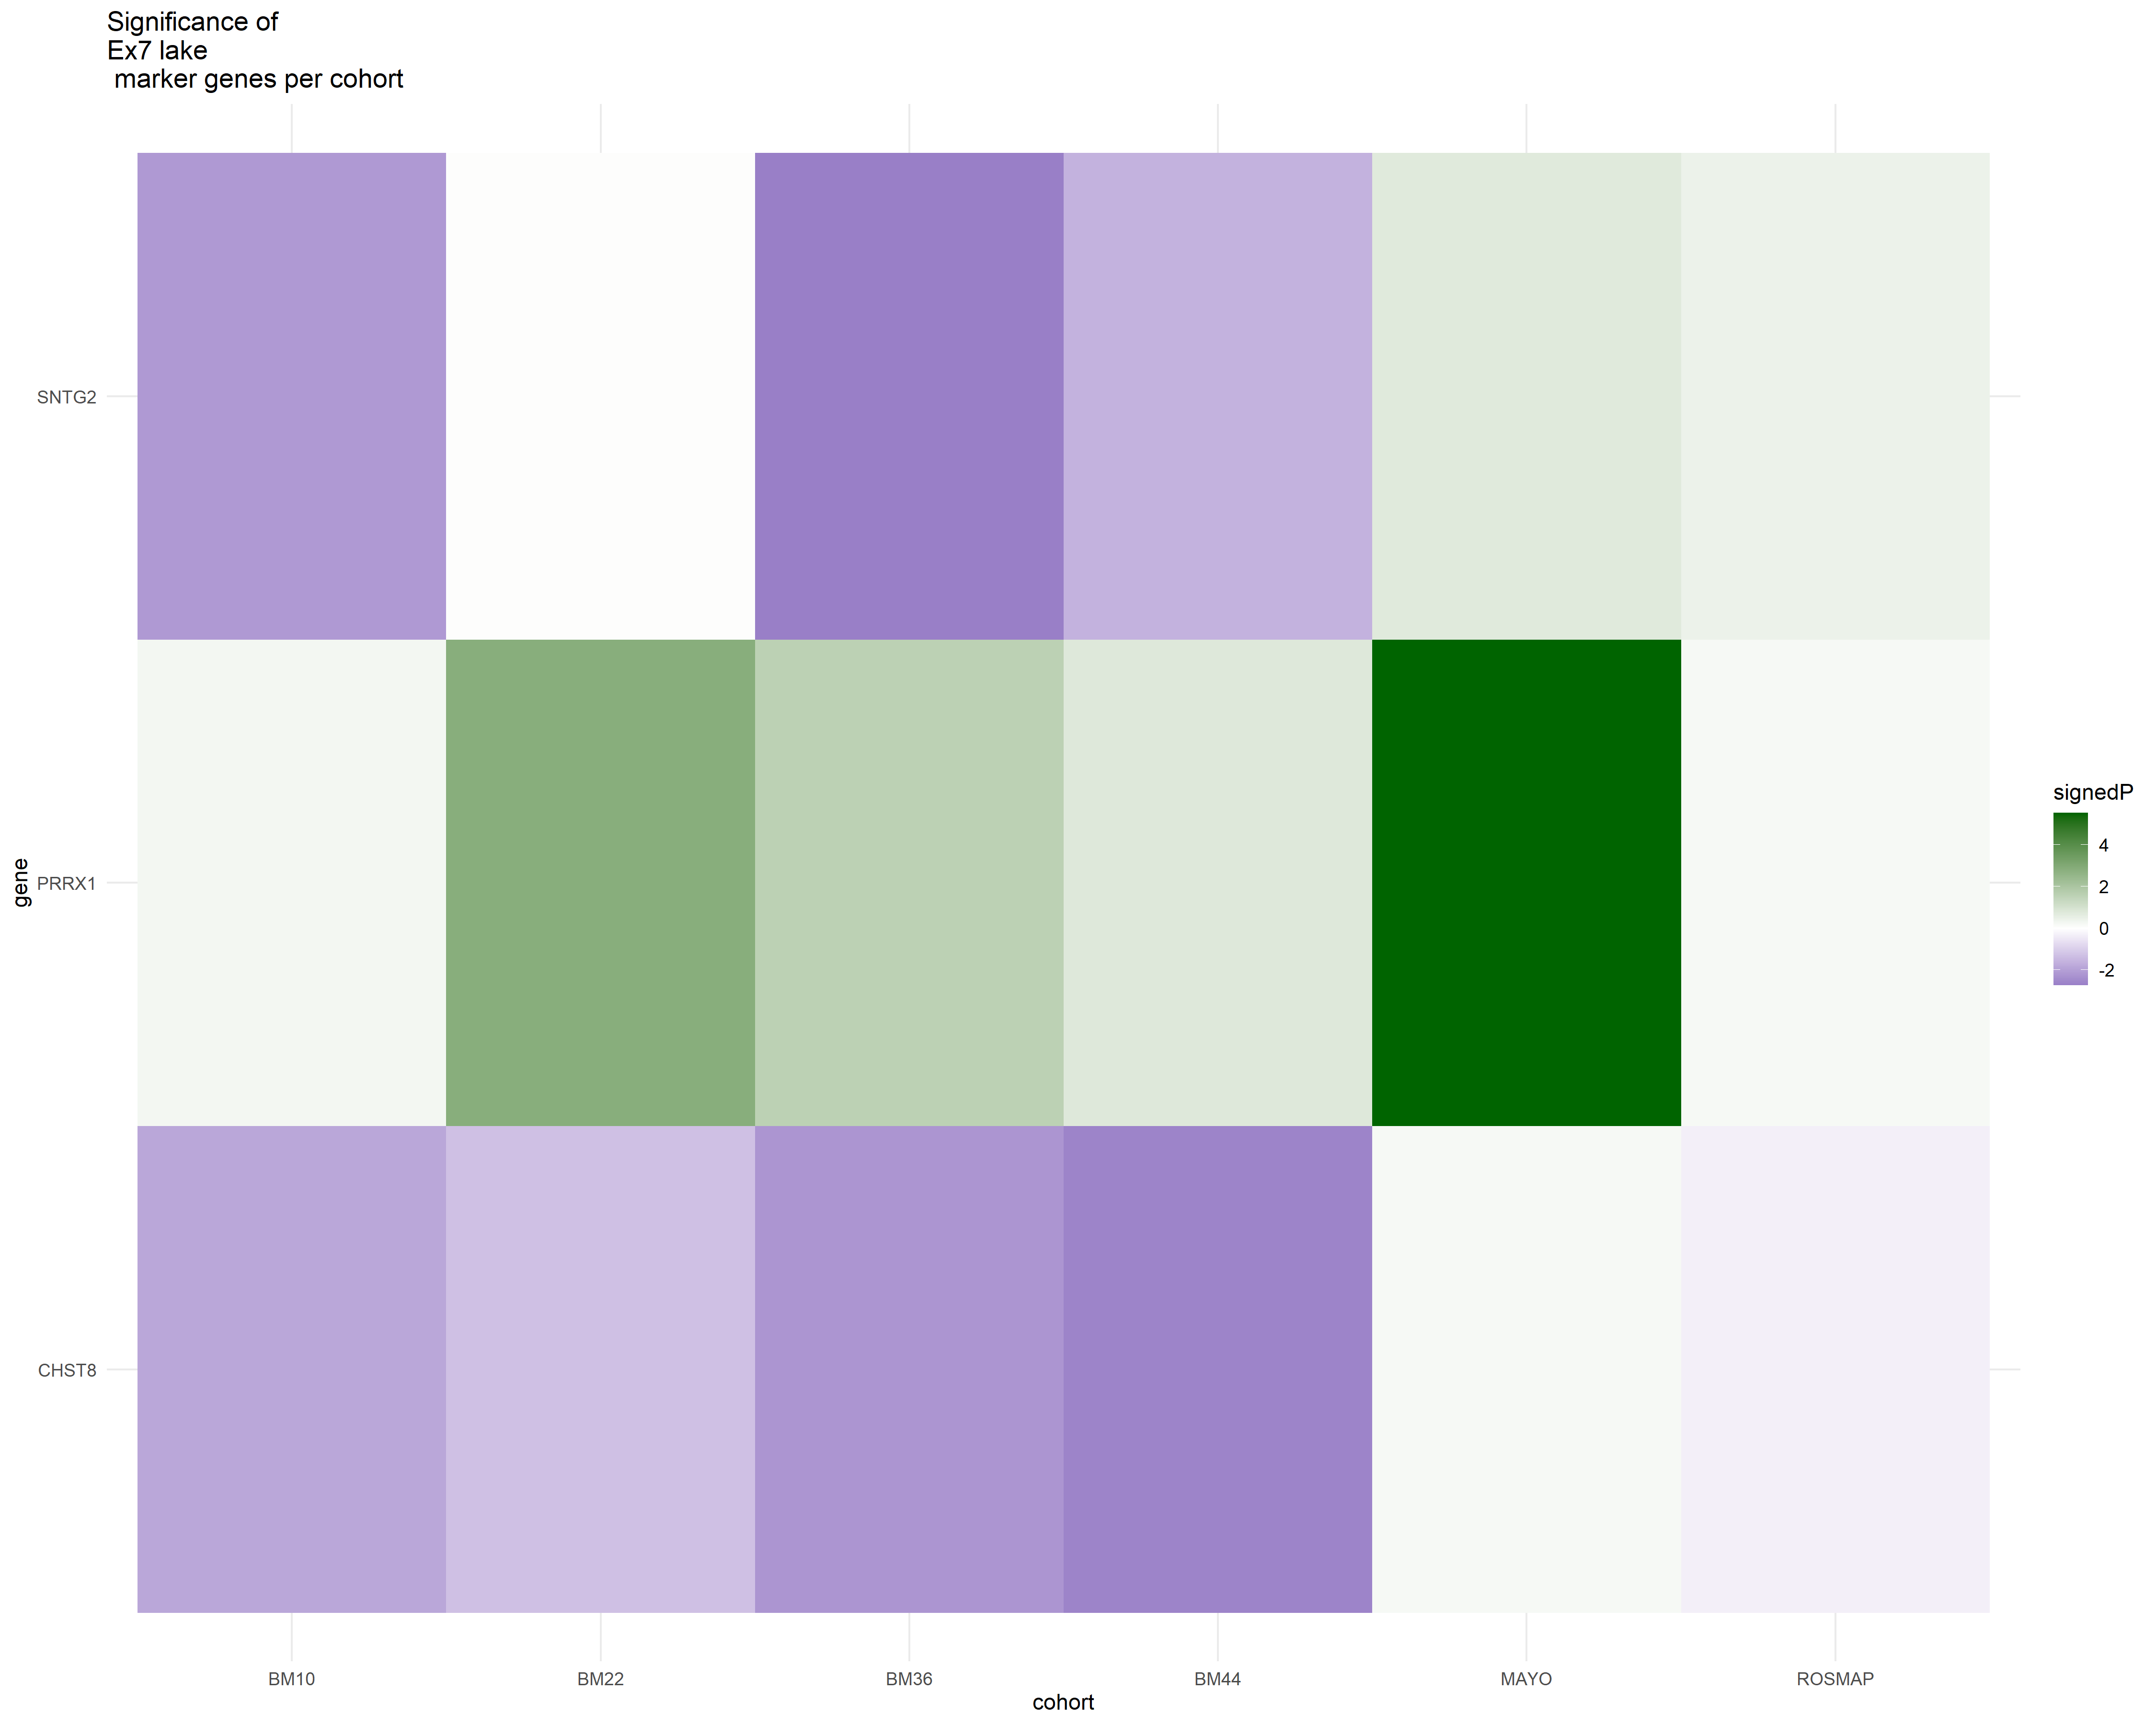 Significance of
Ex7 lake
marker genes per cohort
SNTG2
PRRX1
CHST8
gene
BM10
BM22
BM36
BM44
MAYO
ROSMAP
cohort
signedP
4
2
0
-2